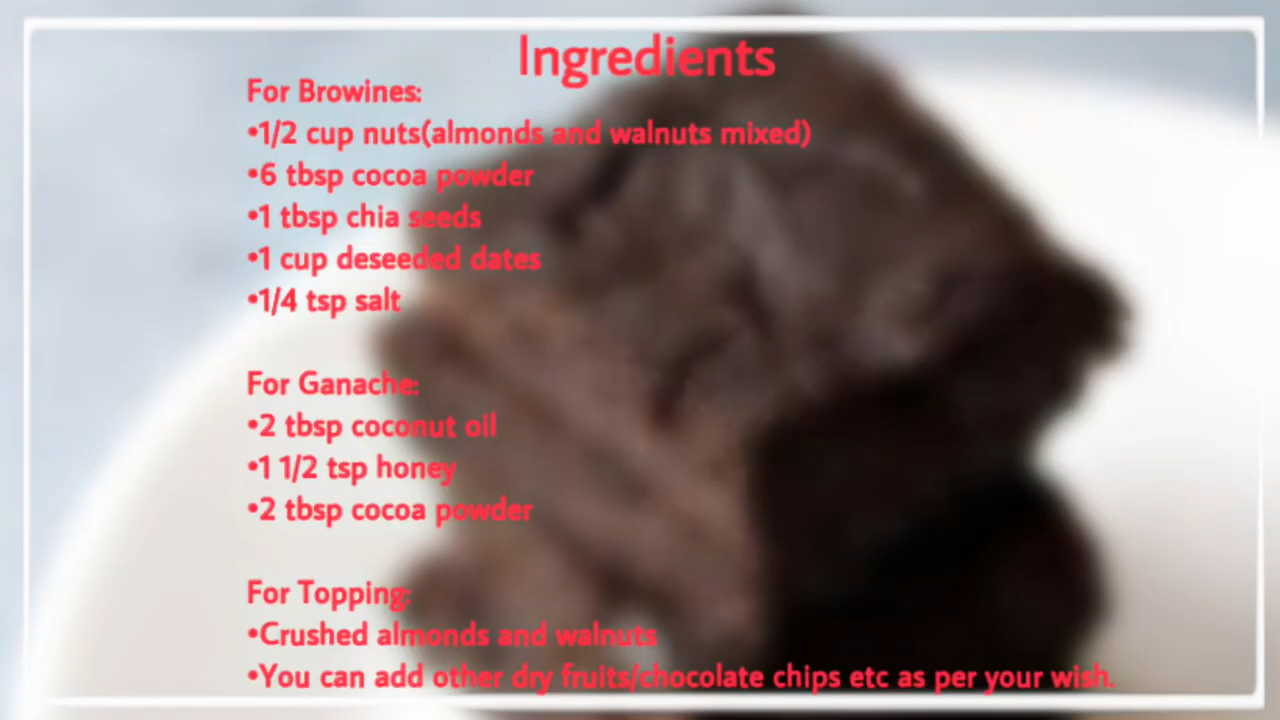 Ingredients
For Browines:
•1/2 cup nuts(almonds and walnuts mixed)
•6 tbsp cocoa powder
•1 tbsp chia seeds
•1 cup deseeded dates
•1/4 tsp salt
For Ganache:
•2 tbsp coconut oil
•1 1/2 tsp honey
•2 tbsp cocoa powder
For Topping:
•Crushed almonds and walnuts
•You can add other dry fruits/chocolate chips etc as per your wish.